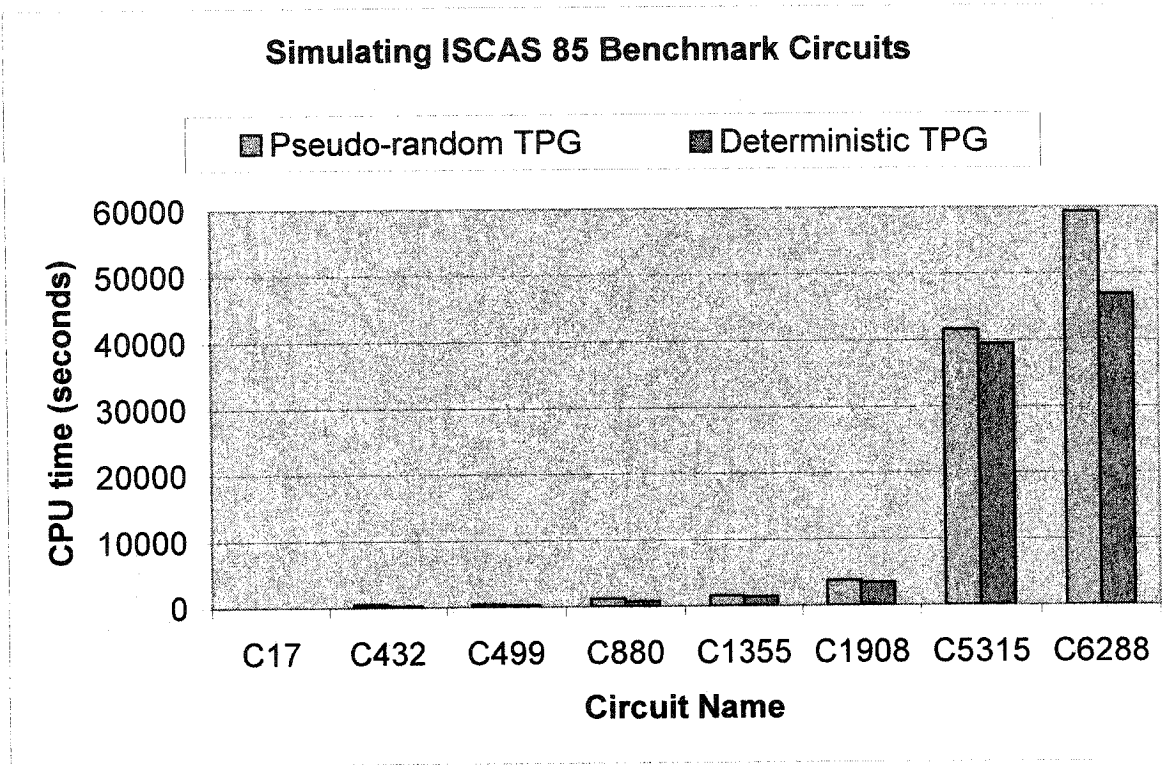 Simulating ISCAS 85 Benchmark Circuits
Pseudo-random TPG Deterministic TPG
60000
50000
40000
30000
20000
10000
0
CPU time (seconds)
C17 C432 C499 C880 C1355 C1908 C5315 C6288
Circuit Name